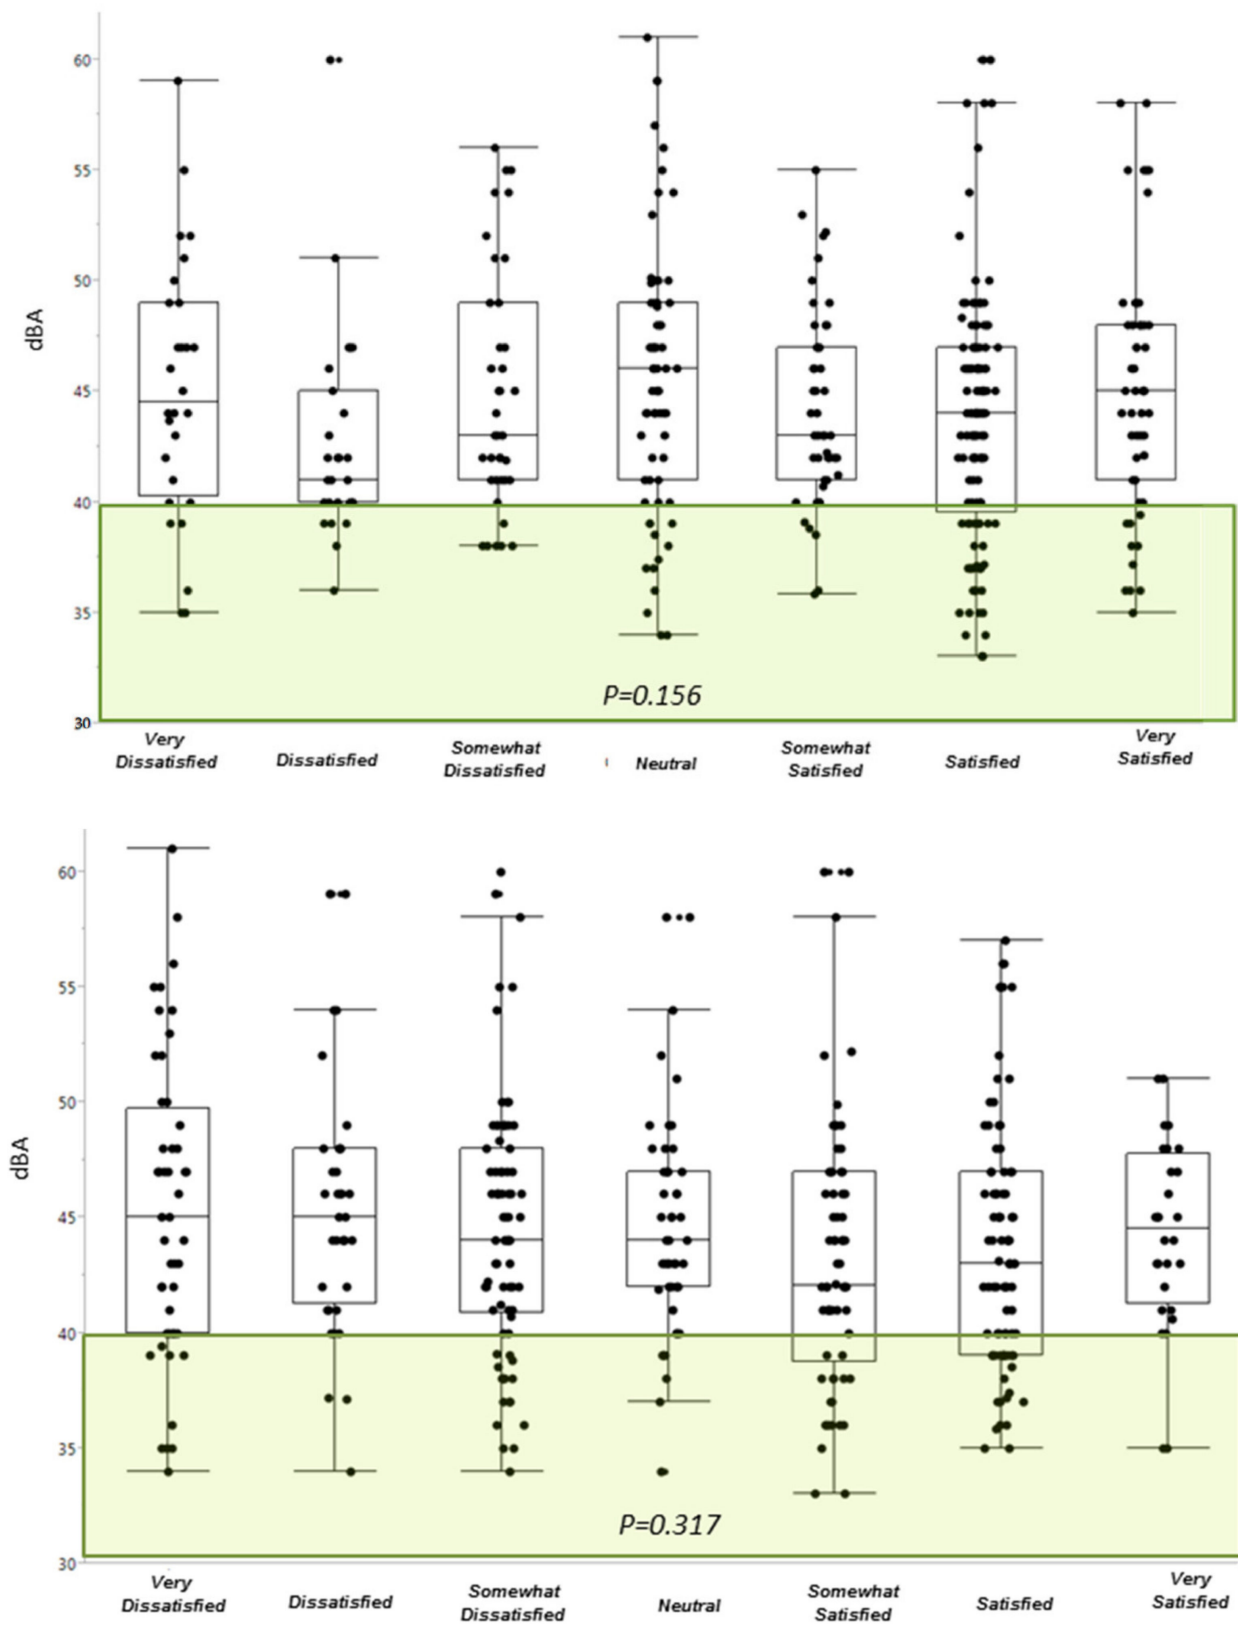 60
55
50
dBA
45
40
35
P=0.156
30
Very
Dissatisfied
Dissatisfied
Somewhat
Dissatisfied
Neutral
Somewhat
Satisfied
Satisfied
Very
Satisfied
60
55
50
dBA
45
40
35
P=0.317
30
Very
Dissatisfied
Dissatisfied
Somewhat
Dissatisfied
Neutral
Somewhat
Satisfied
Satisfied
Very
Satisfied